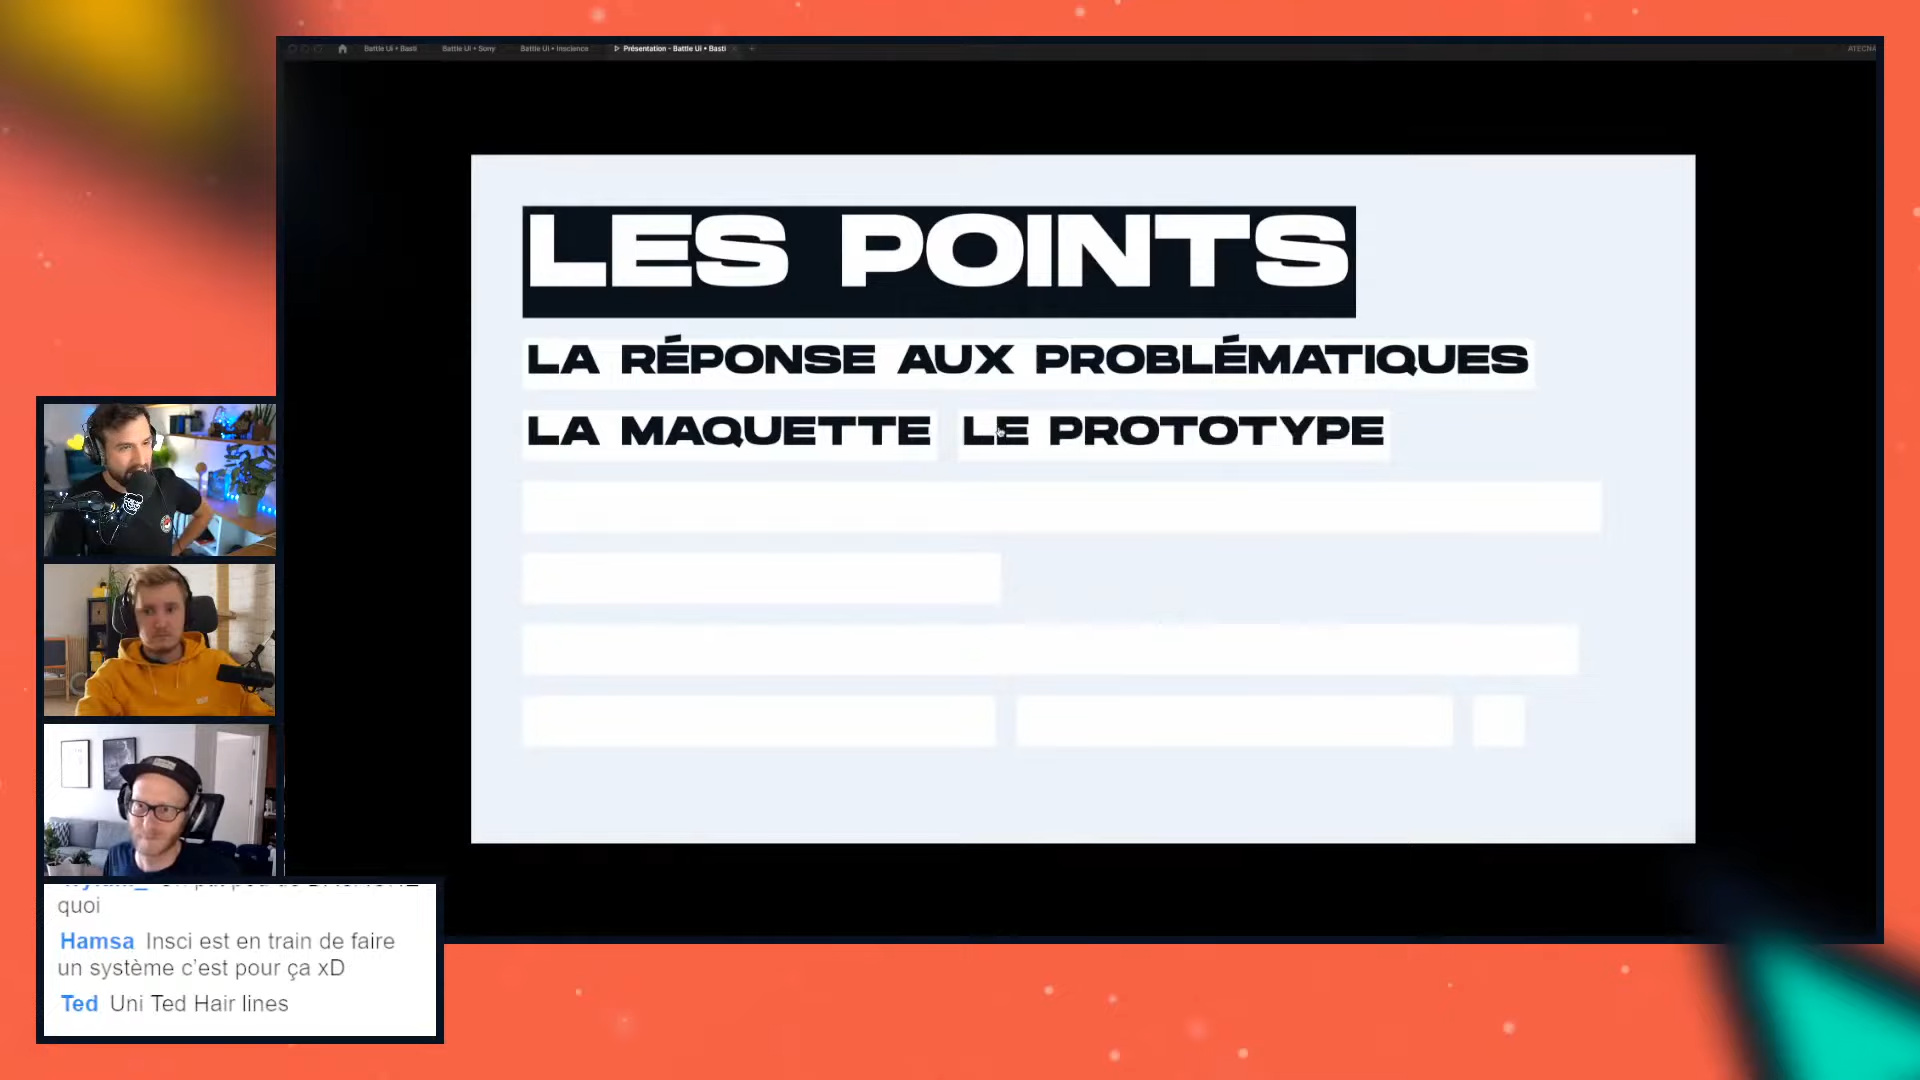 Battle Ui • Basti
Battle Ui • Sony
Battle Ui • Inscience
Présentation - Battle Ui • Basti
ATECNA
LES POINTS
LA RÉPONSE AUX PROBLÉMATIQUES
LA MAQUETTE LE PROTOTYPE
quoi
Hamsa Insci est en train de faire
un système c'est pour ça xD
Ted Uni Ted Hair lines